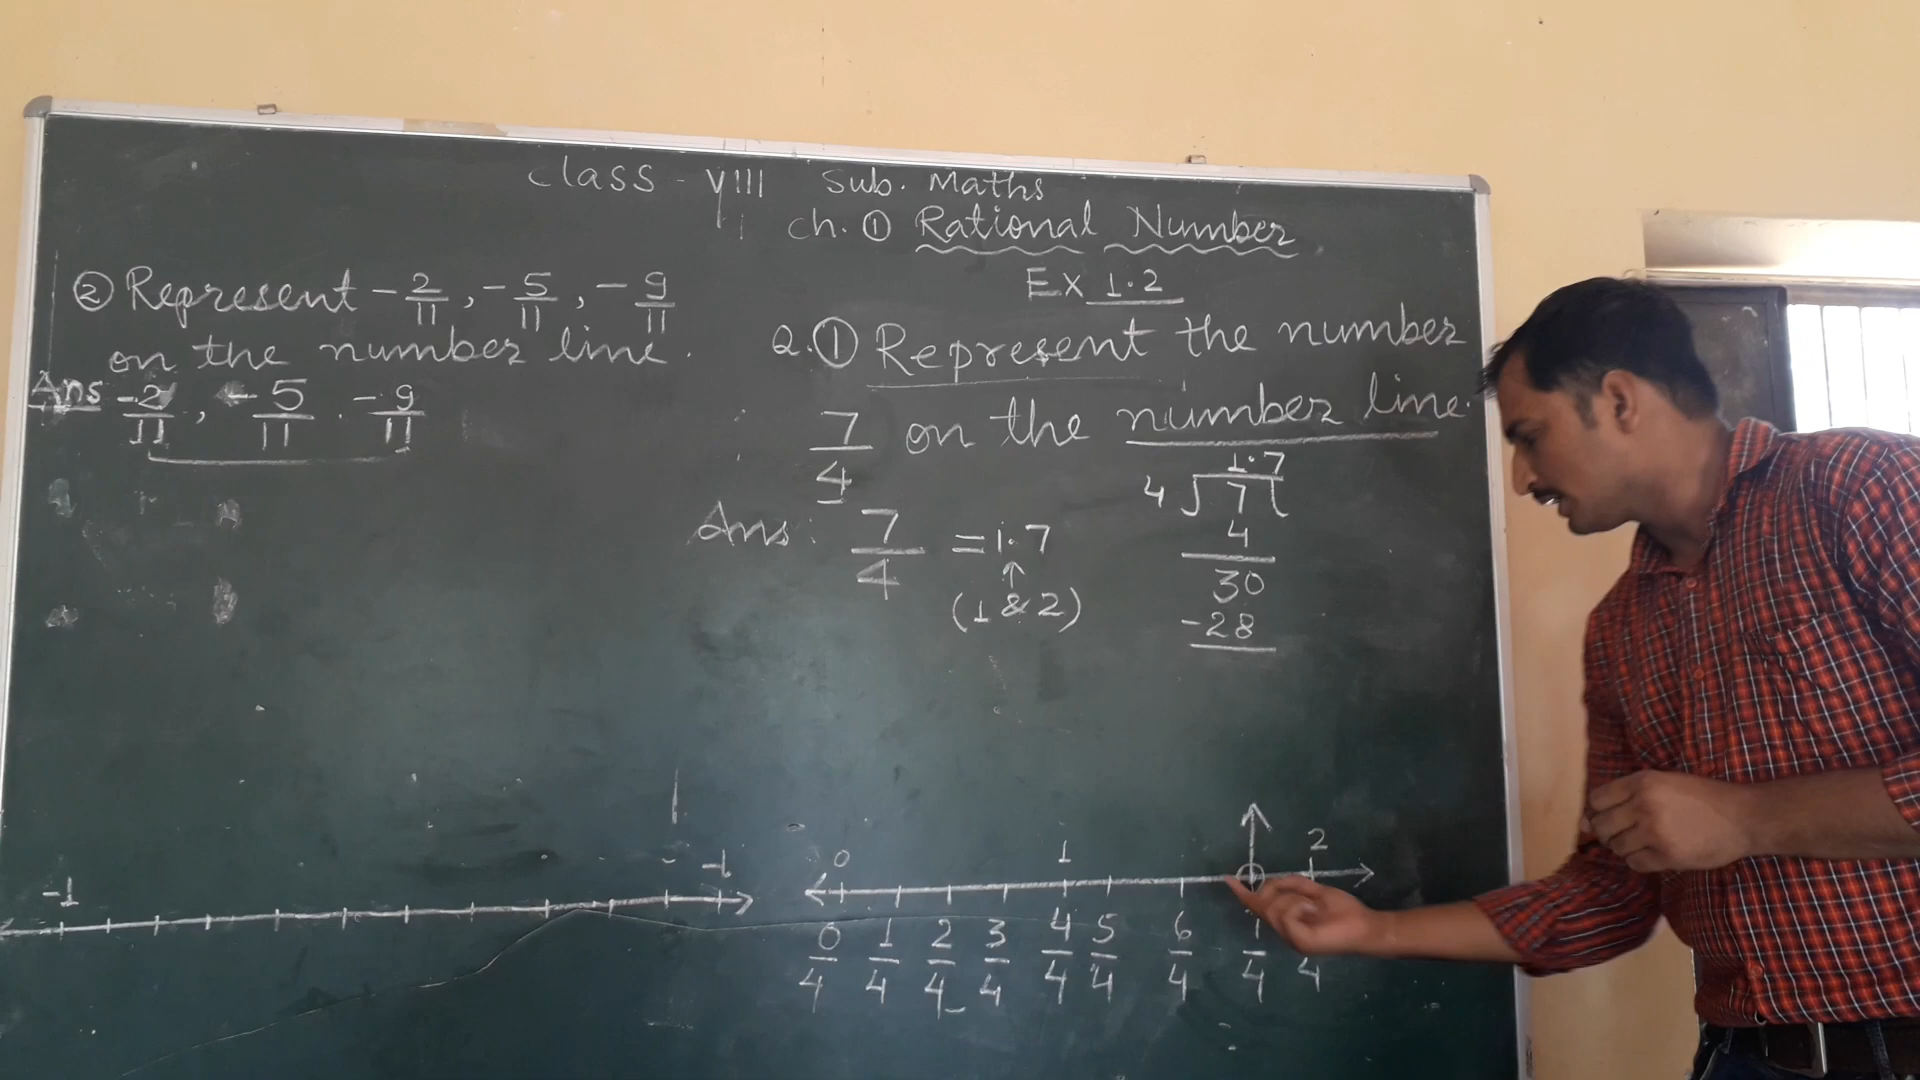 Class - VIII Sub. Maths
Ch. ① Rational Number
EX 1.2
② Represent -2/11, -5/11, -9/11
on the number line.
Ans -2/11, -5/11. -9/11
Q.① Represent the number
7/4 on the number line.
Ans: 7/4 = 1.7
(1 & 2)
1.7
4 7
4
30
-28
-1 -1
0 1 2
0/4 1/4 2/4 3/4 4/4 5/4 6/4 /4 4